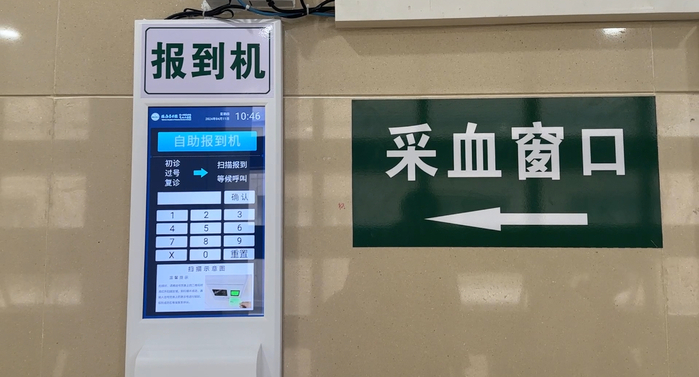 报到机
10:46
自助报到机
初诊
过号
复诊
扫描报到
等候呼叫
确认
1 2 3
4 5 6
7 8 9
X 0 重置
扫描示意图
采血窗口